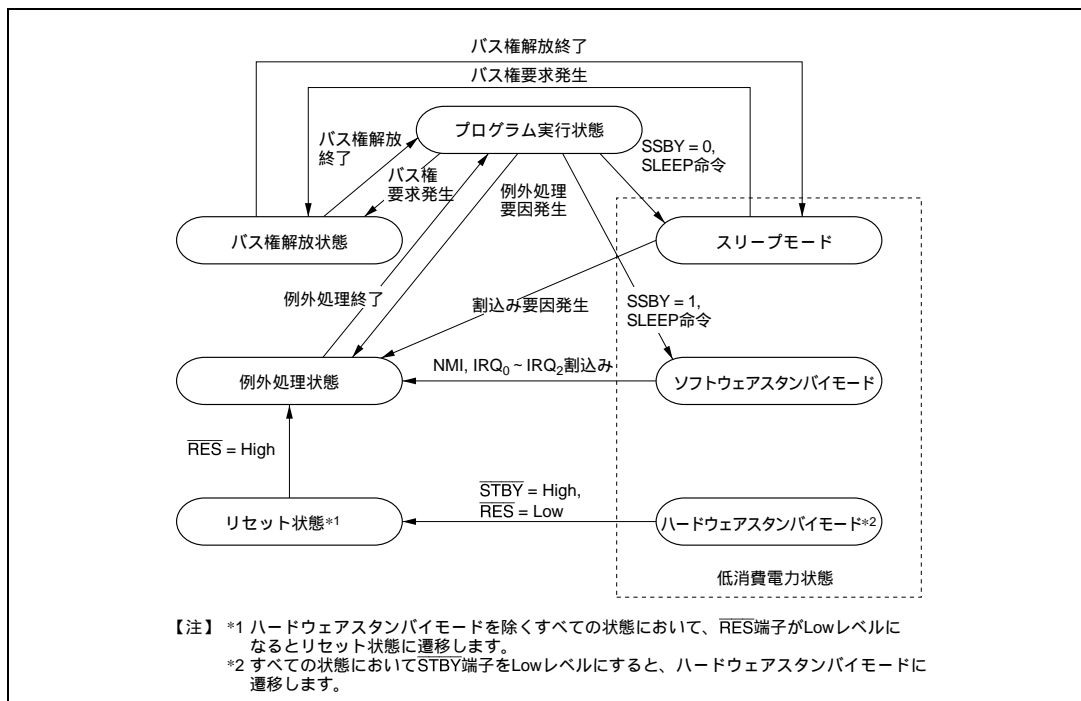 バス権解放終了
バス権要求発生
プログラム実行状態
バス権解放
終了
SSBY = 0,
SLEEP命令
バス権
要求発生
例外処理
要因発生
バス権解放状態
スリープモード
例外処理終了
割込み要因発生
SSBY = 1,
SLEEP命令
例外処理状態
NMI, IRQ0 ~ IRQ2割込み
ソフトウェアスタンバイモード
RES = High
STBY = High,
RES = Low
リセット状態*1
ハードウェアスタンバイモード*2
低消費電力状態
【注】 *1 ハードウェアスタンバイモードを除くすべての状態において、RES端子がLowレベルに
なるとリセット状態に遷移します。
*2 すべての状態においてSTBY端子をLowレベルにすると、ハードウェアスタンバイモードに
遷移します。